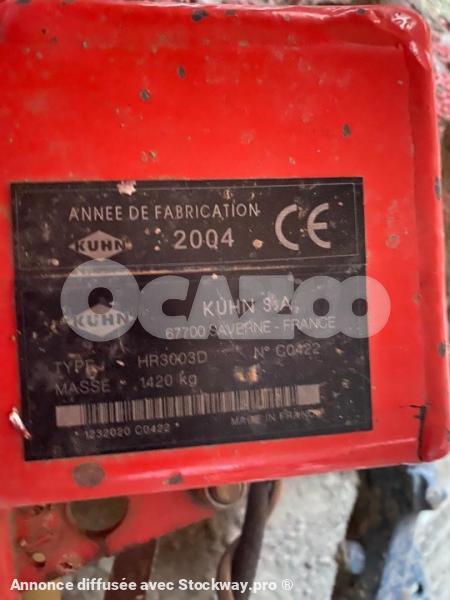 ANNEE DE FABRICATION
KUHN 2004 CE
OCAZOO
KUHN S.A.
KUHN 67700 SAVERNE - FRANCE
TYPE HR3003D N° C0422
MASSE 1420 kg
* 1232020 C0422 * MADE IN FRANCE
Annonce diffusée avec Stockway.pro ®